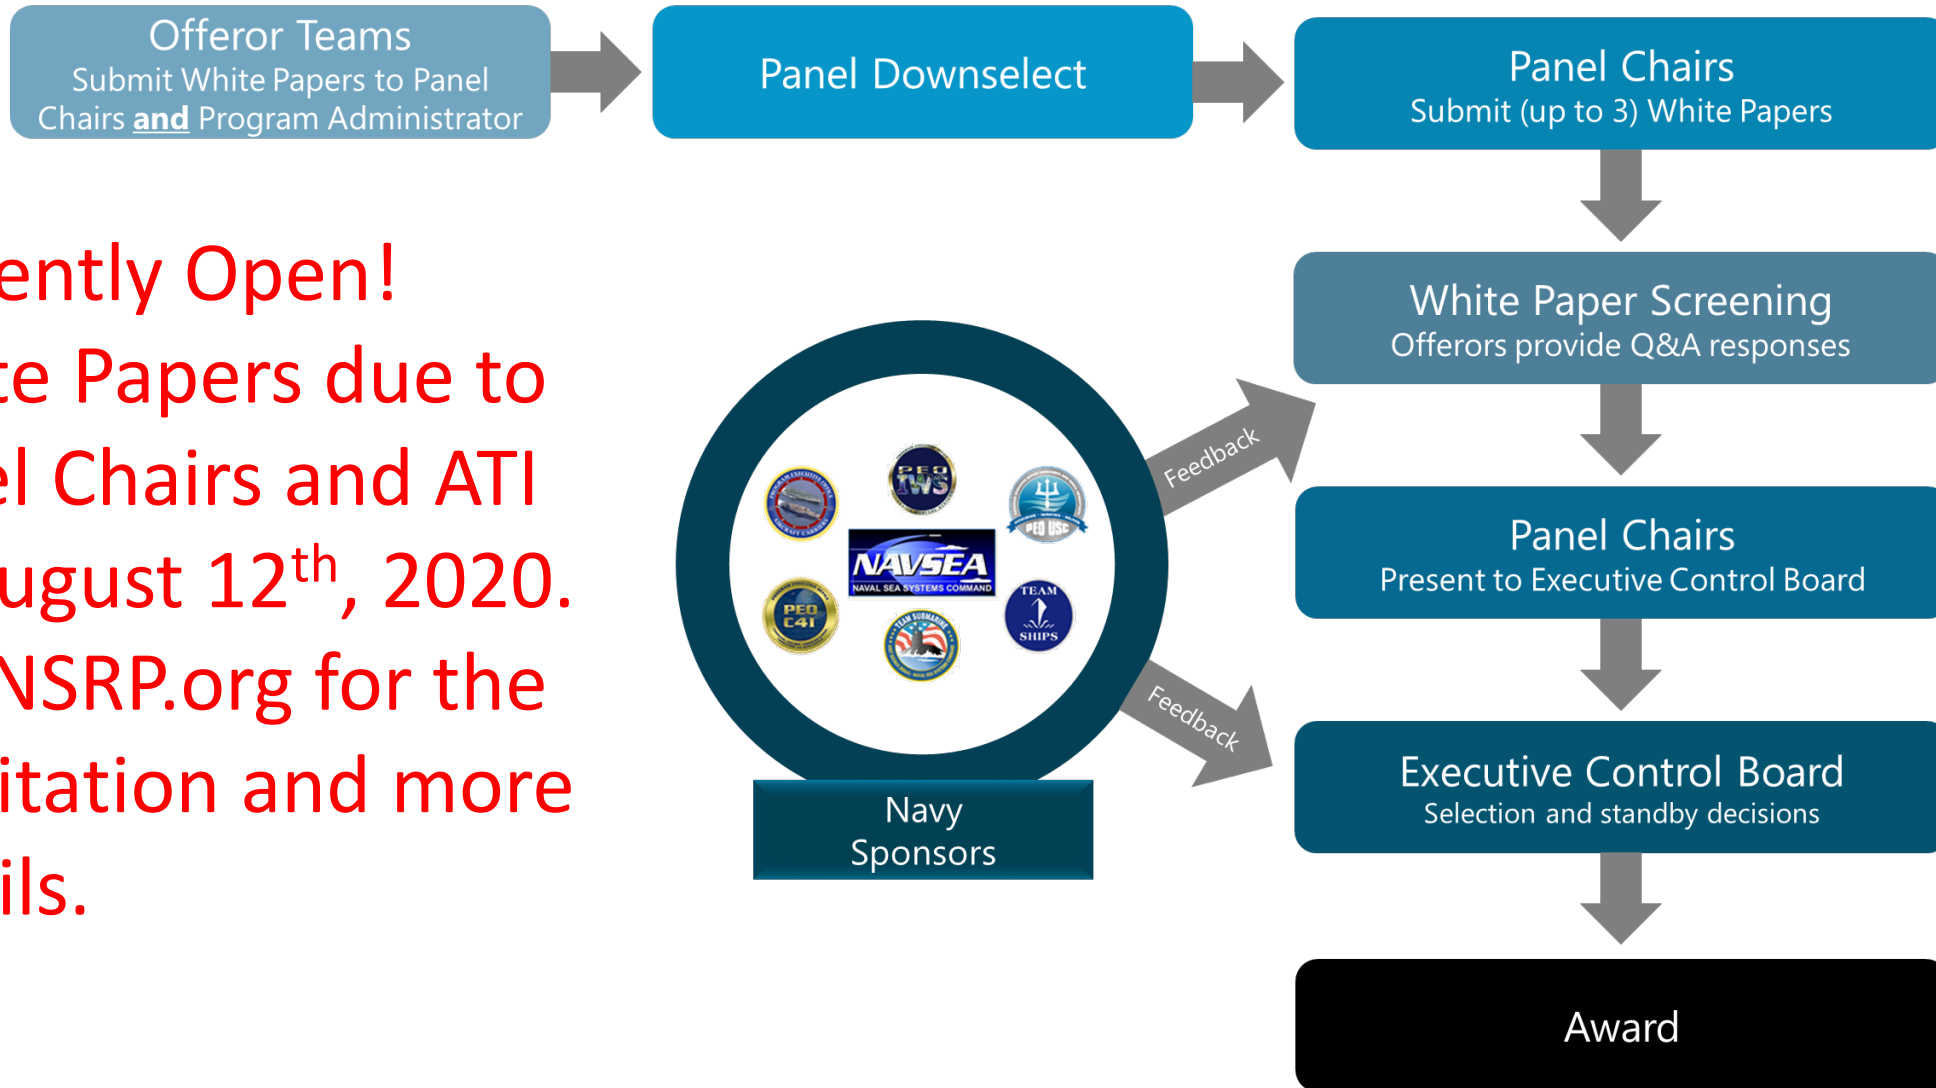 Offeror Teams
Submit White Papers to Panel
Chairs and Program Administrator
Panel Downselect
Panel Chairs
Submit (up to 3) White Papers
ently Open!
te Papers due to
el Chairs and ATI
ugust 12th, 2020.
NSRP.org for the
itation and more
ils.
White Paper Screening
Offerors provide Q&A responses
Feedback
Panel Chairs
Present to Executive Control Board
PEO
IWS
PEO USC
NAVSEA
NAVAL SEA SYSTEMS COMMAND
PEO
C4I
TEAM SUBMARINE
TEAM
SHIPS
Feedback
Executive Control Board
Selection and standby decisions
Navy
Sponsors
Award